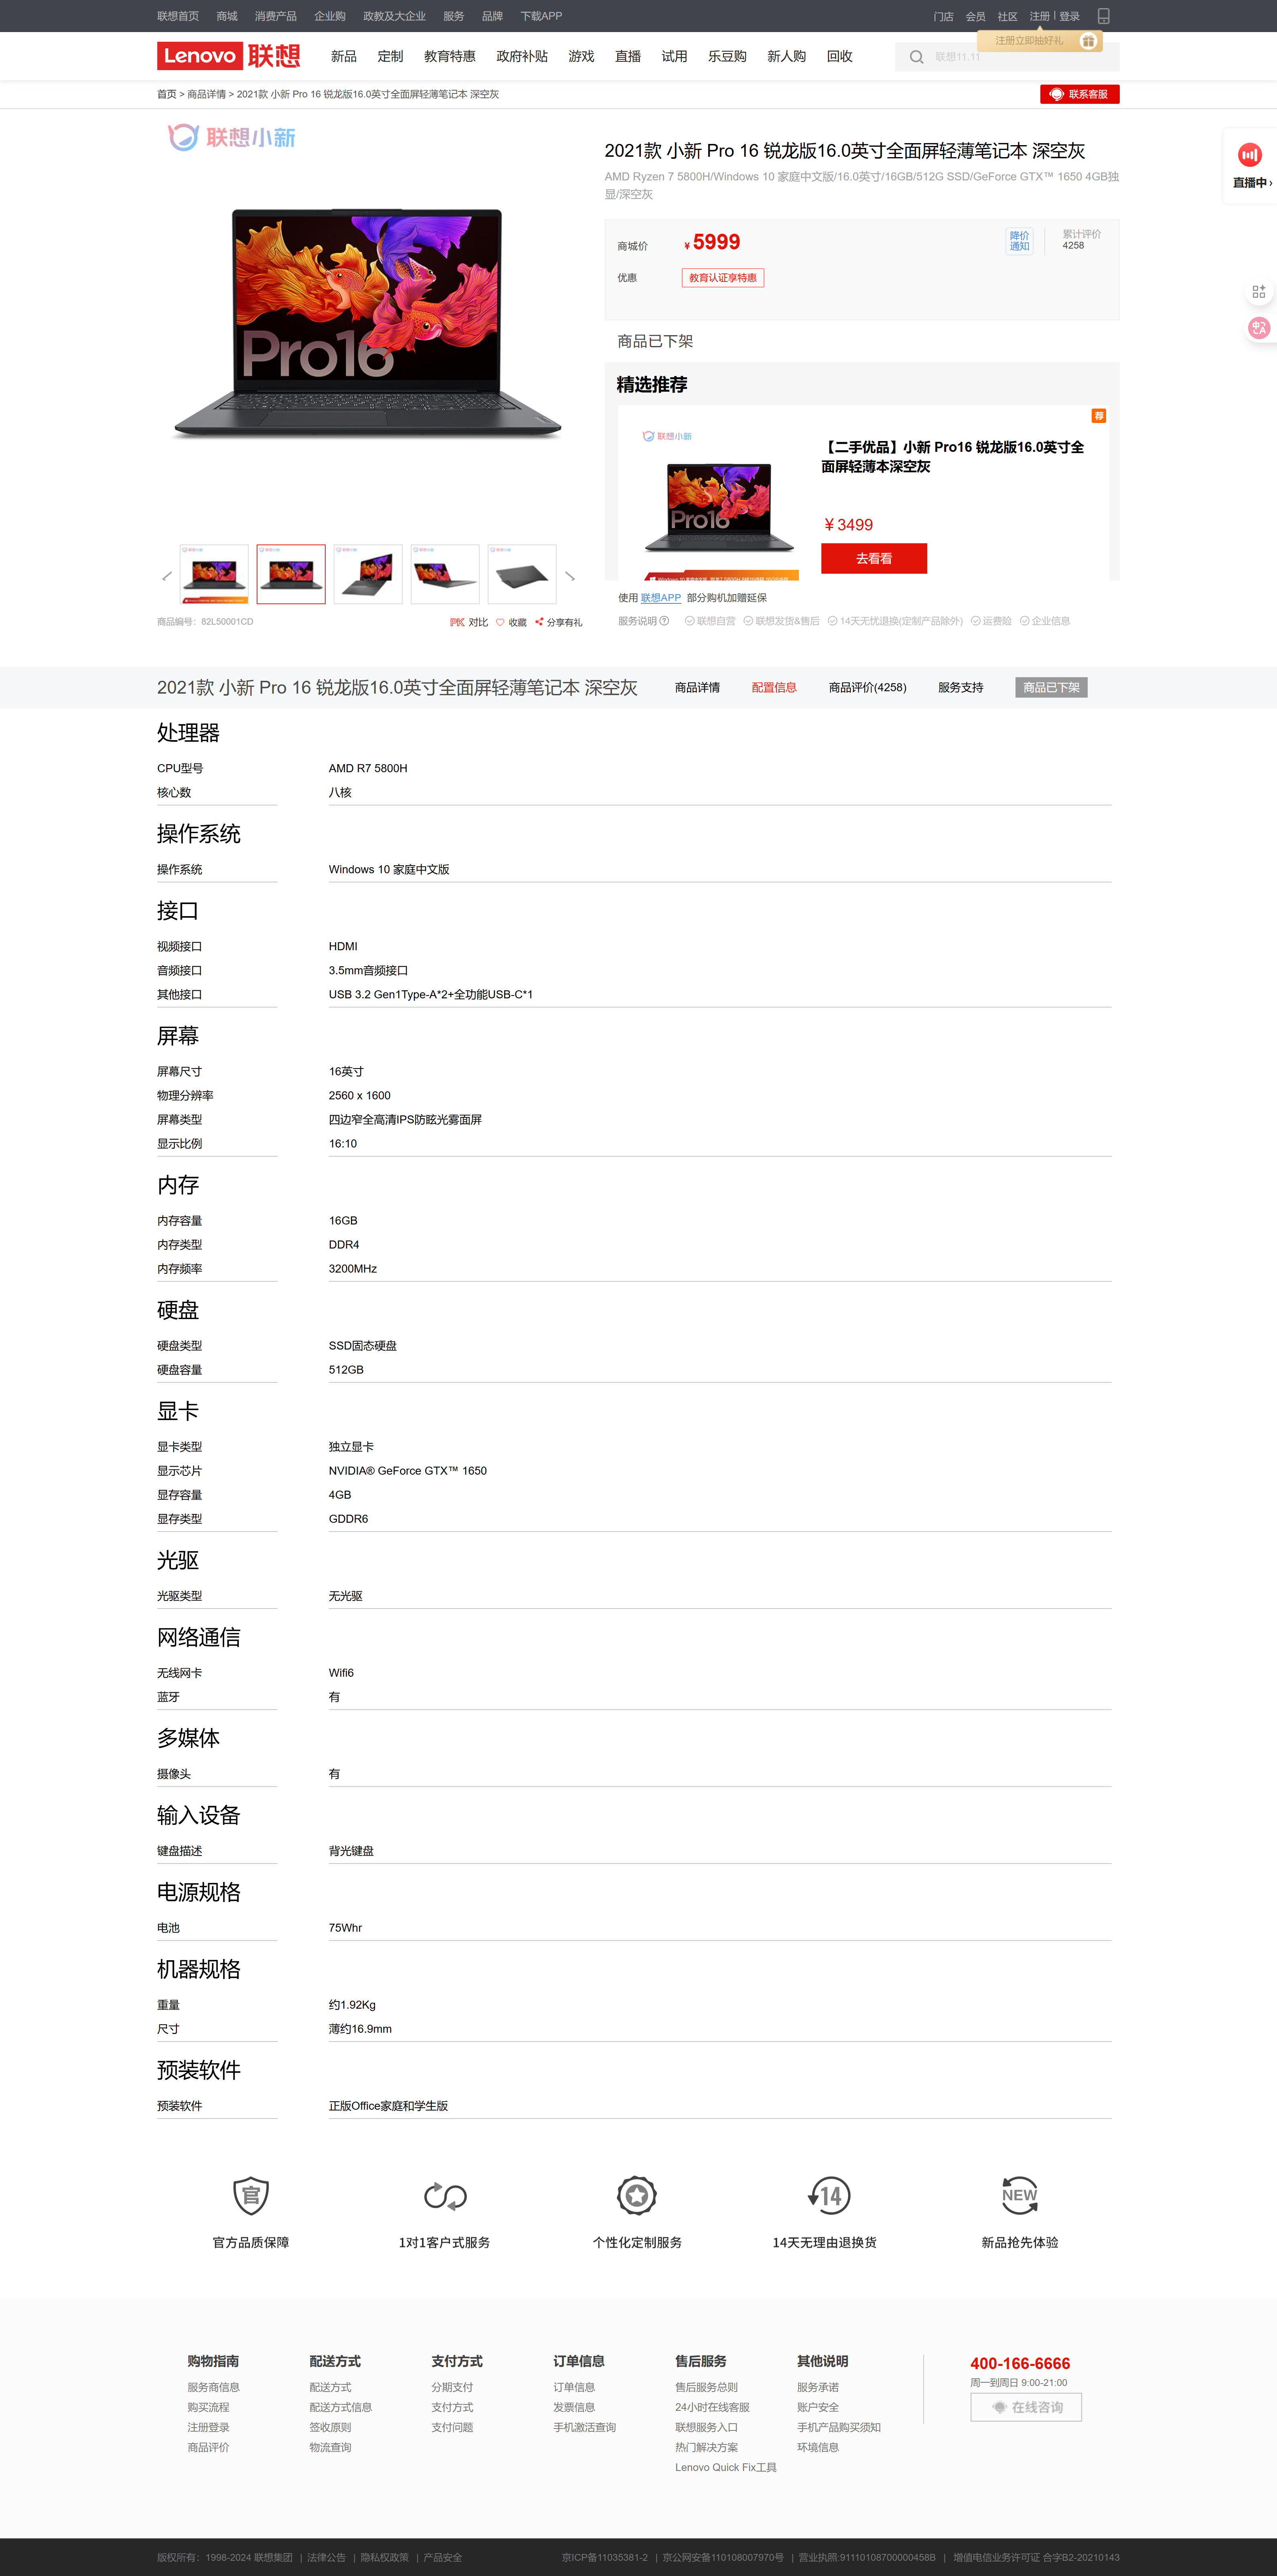 联想首页 商城 消费产品 企业购 政教及大企业 服务 品牌 下载APP 门店 会员 社区 注册 | 登录
注册立即抽好礼
Lenovo 联想 新品 定制 教育特惠 政府补贴 游戏 直播 试用 乐豆购 新人购 回收 联想11.11
首页 > 商品详情 > 2021款 小新 Pro 16 锐龙版16.0英寸全面屏轻薄笔记本 深空灰 联系客服
联想小新
Pro16
2021款 小新 Pro 16 锐龙版16.0英寸全面屏轻薄笔记本 深空灰
AMD Ryzen 7 5800H/Windows 10 家庭中文版/16.0英寸/16GB/512G SSD/GeForce GTX™ 1650 4GB独
显/深空灰
直播中 ›
商城价 ¥ 5999 降价
通知 累计评价
4258
优惠 教育认证享特惠
商品已下架
精选推荐
荐
联想小新
Pro16
【二手优品】小新 Pro16 锐龙版16.0英寸全
面屏轻薄本深空灰
¥ 3499
去看看
使用 联想APP 部分购机加赠延保
商品编号: 82L50001CD PK 对比 收藏 分享有礼
服务说明 ? 联想自营 联想发货&售后 14天无忧退换(定制产品除外) 运费险 企业信息
2021款 小新 Pro 16 锐龙版16.0英寸全面屏轻薄笔记本 深空灰 商品详情 配置信息 商品评价(4258) 服务支持 商品已下架
处理器
CPU型号 AMD R7 5800H
核心数 八核
操作系统
操作系统 Windows 10 家庭中文版
接口
视频接口 HDMI
音频接口 3.5mm音频接口
其他接口 USB 3.2 Gen1Type-A*2+全功能USB-C*1
屏幕
屏幕尺寸 16英寸
物理分辨率 2560 x 1600
屏幕类型 四边窄全高清IPS防眩光雾面屏
显示比例 16:10
内存
内存容量 16GB
内存类型 DDR4
内存频率 3200MHz
硬盘
硬盘类型 SSD固态硬盘
硬盘容量 512GB
显卡
显卡类型 独立显卡
显示芯片 NVIDIA® GeForce GTX™ 1650
显存容量 4GB
显存类型 GDDR6
光驱
光驱类型 无光驱
网络通信
无线网卡 Wifi6
蓝牙 有
多媒体
摄像头 有
输入设备
键盘描述 背光键盘
电源规格
电池 75Whr
机器规格
重量 约1.92Kg
尺寸 薄约16.9mm
预装软件
预装软件 正版Office家庭和学生版
官 14 NEW
官方品质保障 1对1客户式服务 个性化定制服务 14天无理由退换货 新品抢先体验
购物指南 配送方式 支付方式 订单信息 售后服务 其他说明 400-166-6666
服务商信息 配送方式 分期支付 订单信息 售后服务总则 服务承诺 周一到周日 9:00-21:00
购买流程 配送方式信息 支付方式 发票信息 24小时在线客服 账户安全 在线咨询
注册登录 签收原则 支付问题 手机激活查询 联想服务入口 手机产品购买须知
商品评价 物流查询 热门解决方案 环境信息
Lenovo Quick Fix工具
版权所有：1998-2024 联想集团 | 法律公告 | 隐私权政策 | 产品安全 京ICP备11035381-2 | 京公网安备110108007970号 | 营业执照:91110108700000458B | 增值电信业务许可证 合字B2-20210143